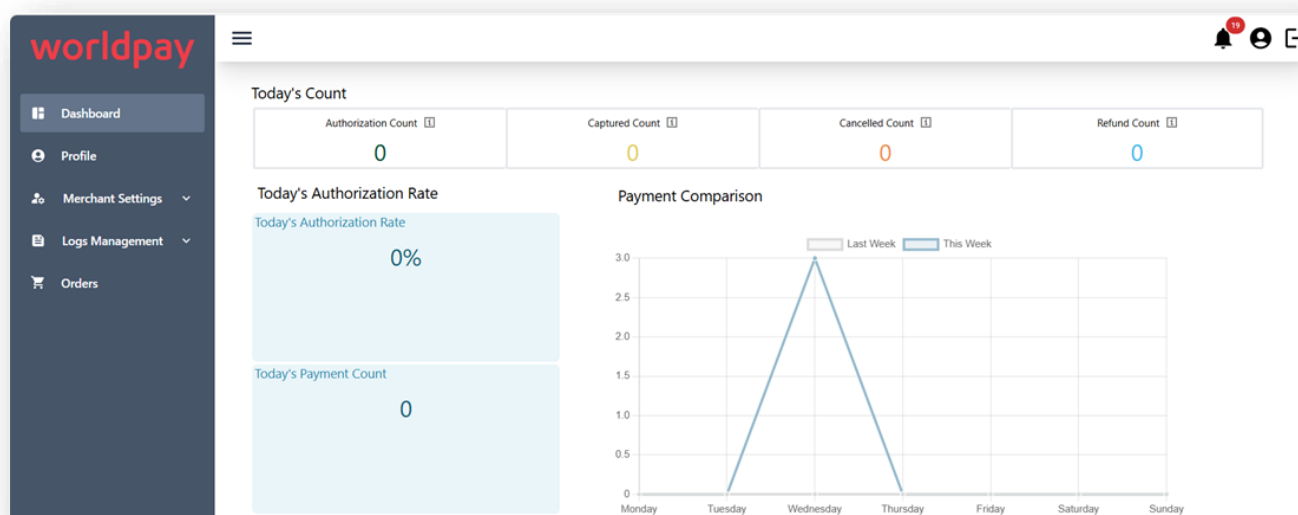 worldpay
19
Dashboard
Profile
Merchant Settings
Logs Management
Orders
Today's Count
Authorization Count
0
Captured Count
0
Cancelled Count
0
Refund Count
0
Today's Authorization Rate
Today's Authorization Rate
0%
Today's Payment Count
0
Payment Comparison
Last Week This Week
3.0
2.5
2.0
1.5
1.0
0.5
0
Monday Tuesday Wednesday Thursday Friday Saturday Sunday